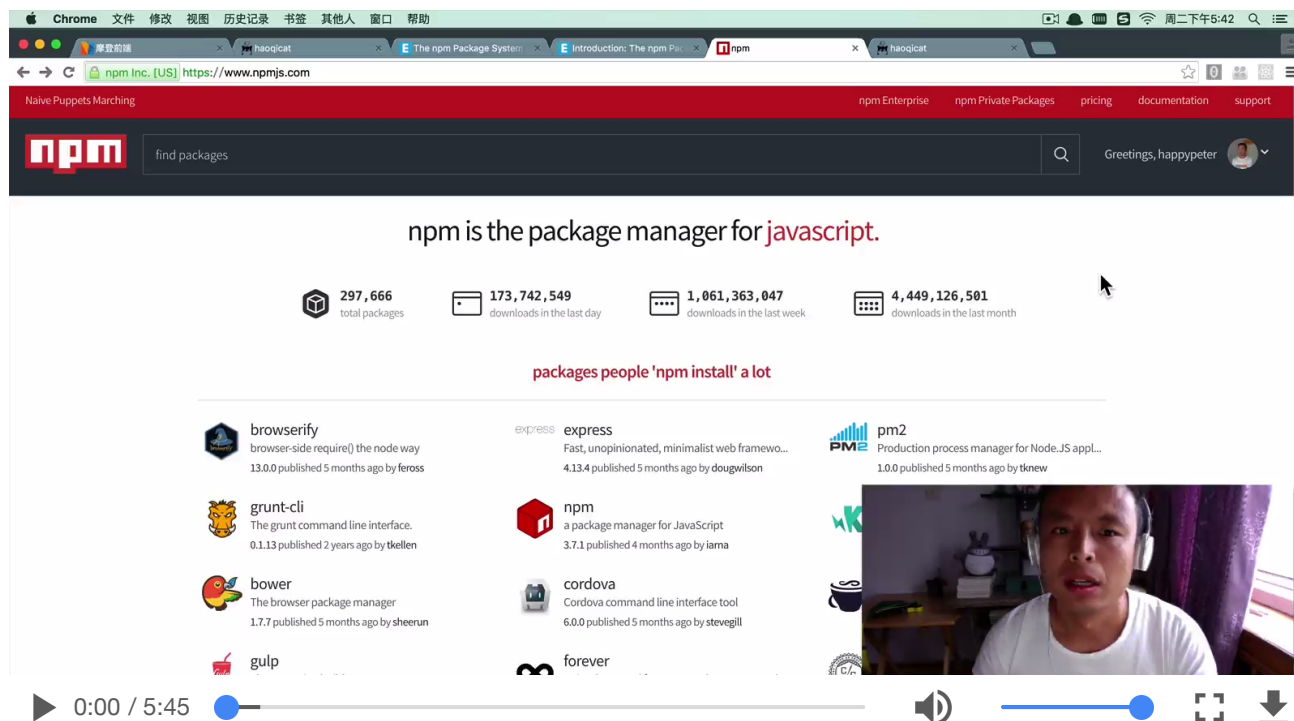 Chrome 文件 修改 视图 历史记录 书签 其他人 窗口 帮助 周二下午5:42
摩登前端 haoqicat The npm Package System Introduction: The npm Pac npm haoqicat
npm Inc. [US] https://www.npmjs.com
Naive Puppets Marching npm Enterprise npm Private Packages pricing documentation support
npm find packages Greetings, happypeter
npm is the package manager for javascript.
297,666 173,742,549 1,061,363,047 4,449,126,501
total packages downloads in the last day downloads in the last week downloads in the last month
packages people 'npm install' a lot
browserify express express pm2
browser-side require() the node way Fast, unopinionated, minimalist web framewo... PM2 Production process manager for Node.JS appl...
13.0.0 published 5 months ago by feross 4.13.4 published 5 months ago by dougwilson 1.0.0 published 5 months ago by tknew
grunt-cli npm
The grunt command line interface. a package manager for JavaScript
0.1.13 published 2 years ago by tkellen 3.7.1 published 4 months ago by iarna
bower cordova
The browser package manager Cordova command line interface tool
1.7.7 published 5 months ago by sheerun 6.0.0 published 5 months ago by stevegill
gulp forever
0:00 / 5:45